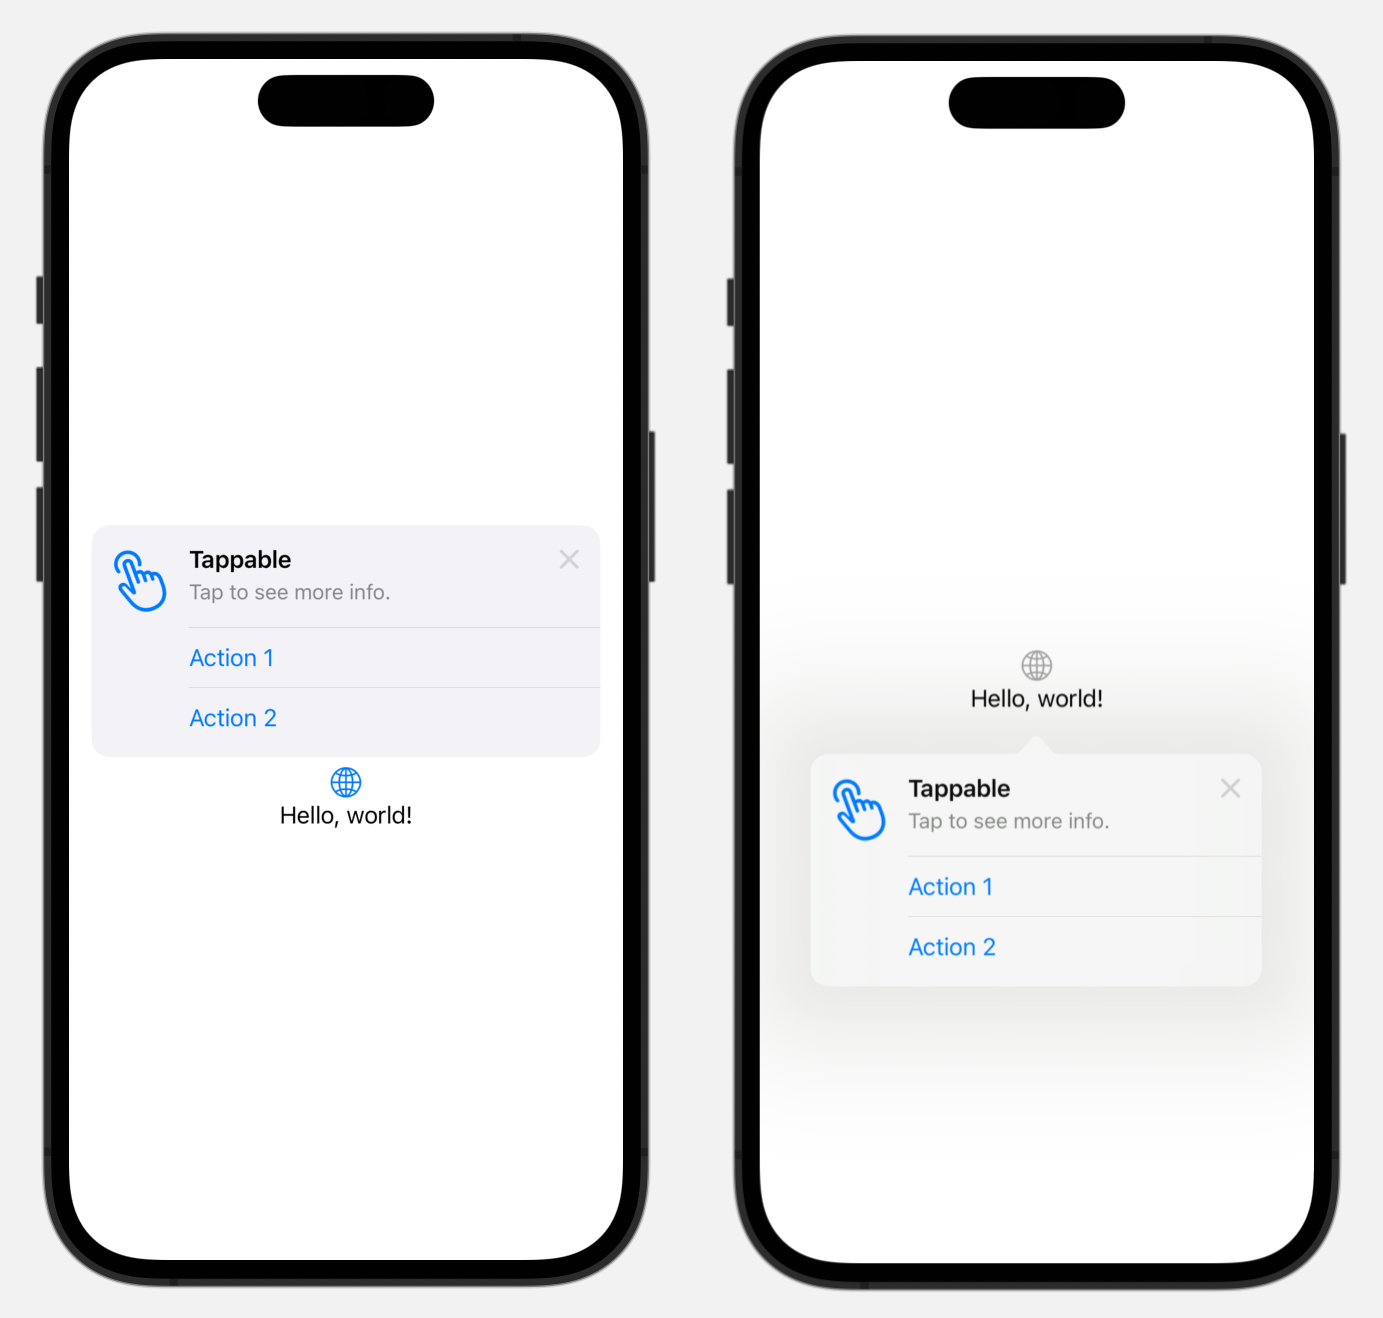 Tappable
Tap to see more info.
Action 1
Action 2
Hello, world!
Hello, world!
Tappable
Tap to see more info.
Action 1
Action 2